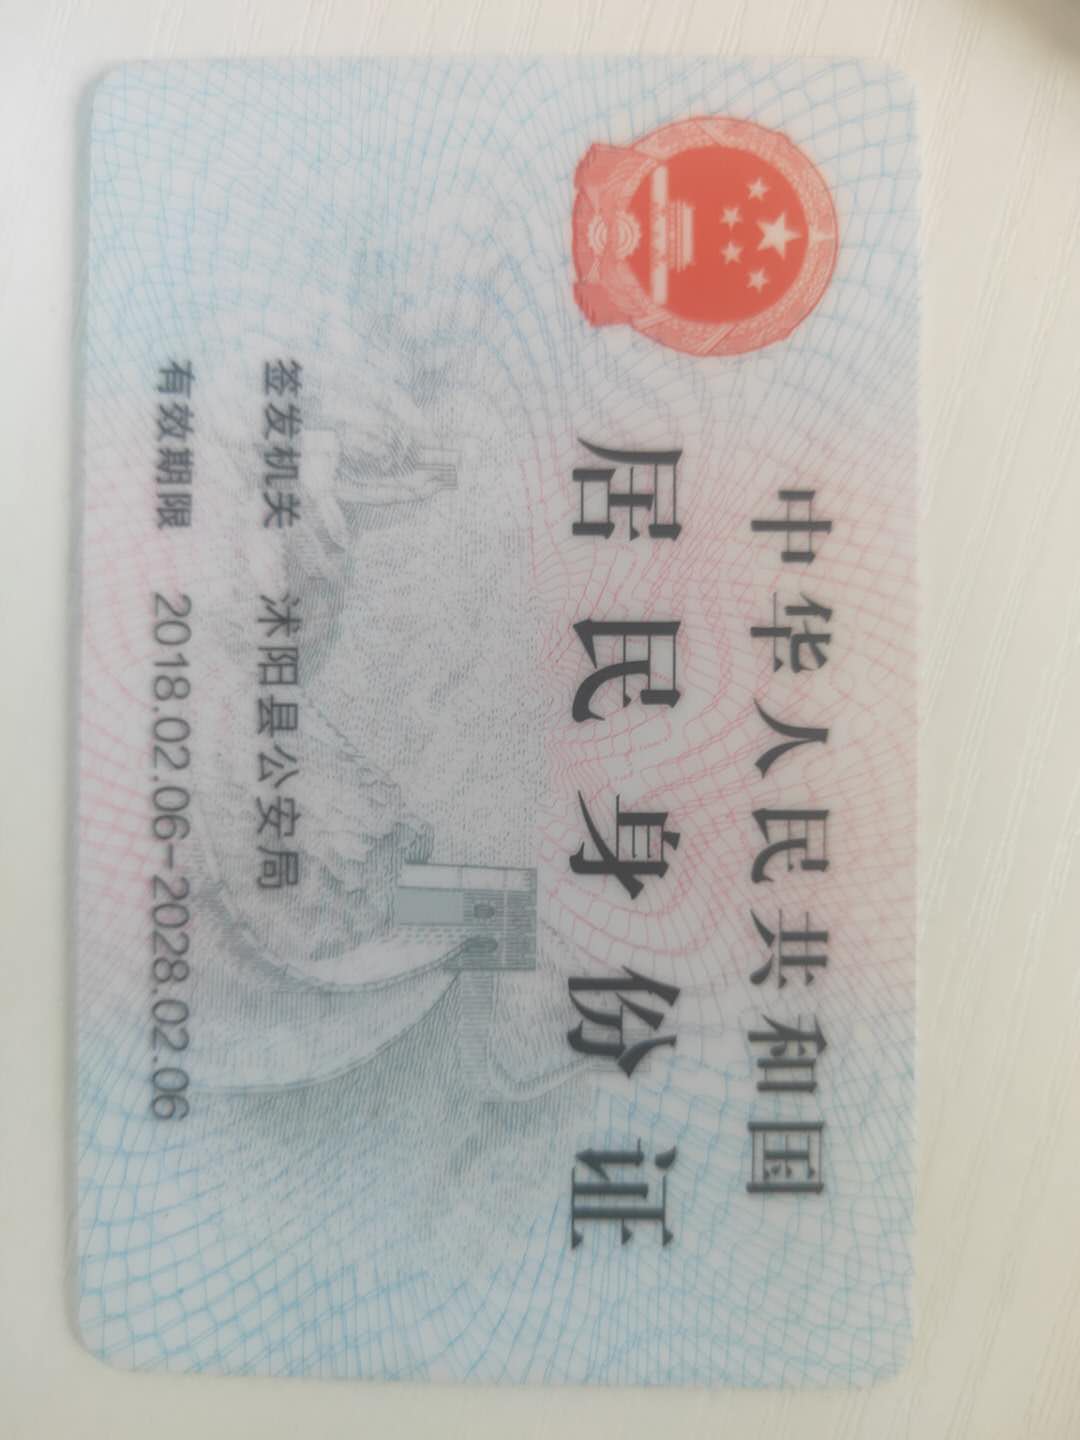 中华人民共和国
居民身份证
签发机关 沭阳县公安局
有效期限 2018.02.06-2028.02.06